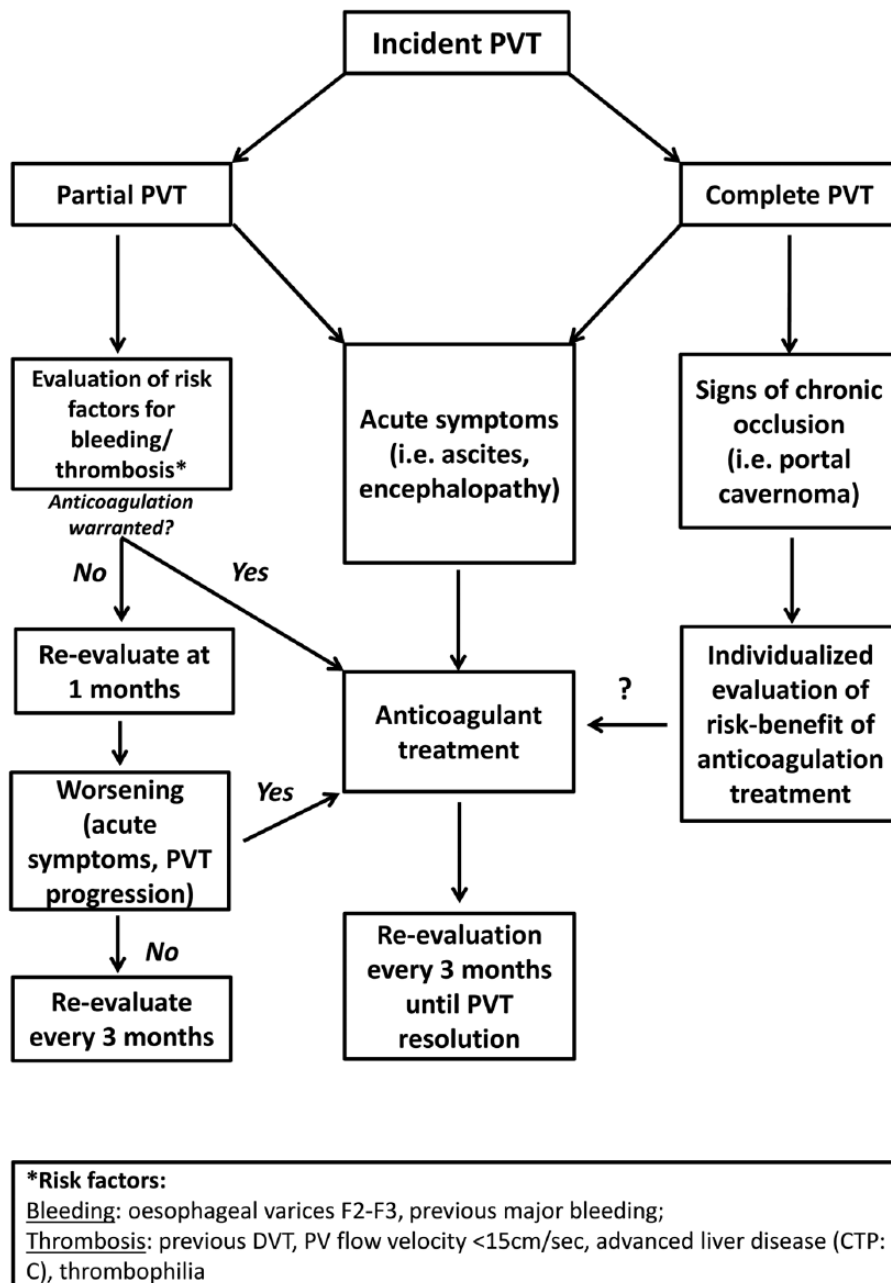 Incident PVT
Partial PVT
Complete PVT
Evaluation of risk
factors for
bleeding/
thrombosis*
Anticoagulation
warranted?
Acute symptoms
(i.e. ascites,
encephalopathy)
Signs of chronic
occlusion
(i.e. portal
cavernoma)
No
Yes
Re-evaluate at
1 months
Anticoagulant
treatment
?
Individualized
evaluation of
risk-benefit of
anticoagulation
treatment
Worsening
(acute
symptoms, PVT
progression)
Yes
No
Re-evaluate
every 3 months
Re-evaluation
every 3 months
until PVT
resolution
*Risk factors:
Bleeding: oesophageal varices F2-F3, previous major bleeding;
Thrombosis: previous DVT, PV flow velocity <15cm/sec, advanced liver disease (CTP:
C), thrombophilia